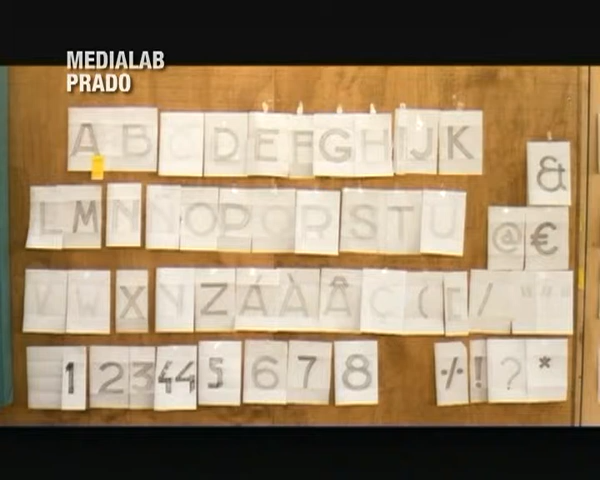 MEDIALAB
PRADO
A B C D E F G H I J K
&
L M N Ñ O P Q R S T U
@ €
V W X Y Z Á À Â Ç ( [ /
1 2 3 4 4 5 6 7 8
! ? *